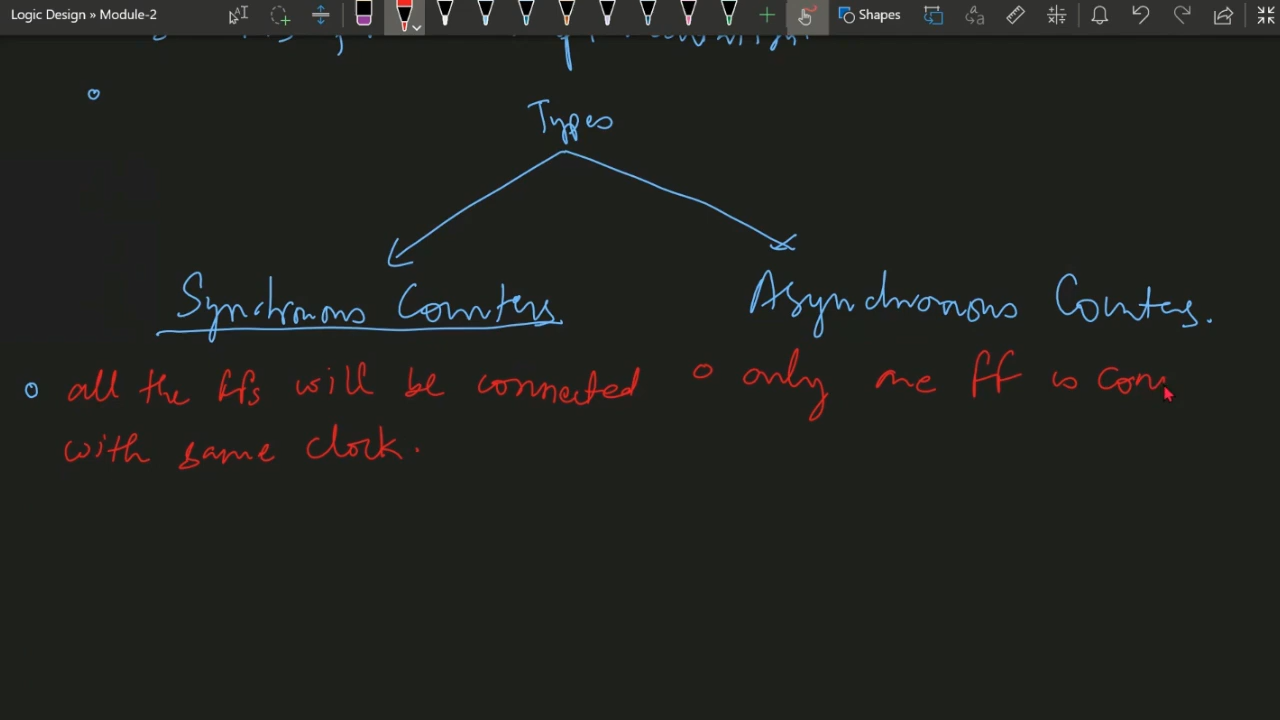 Logic Design » Module-2
Shapes
Types
Synchronous Counters
Asynchronous Counters.
all the ffs will be connected
with same clock.
only one ff is con